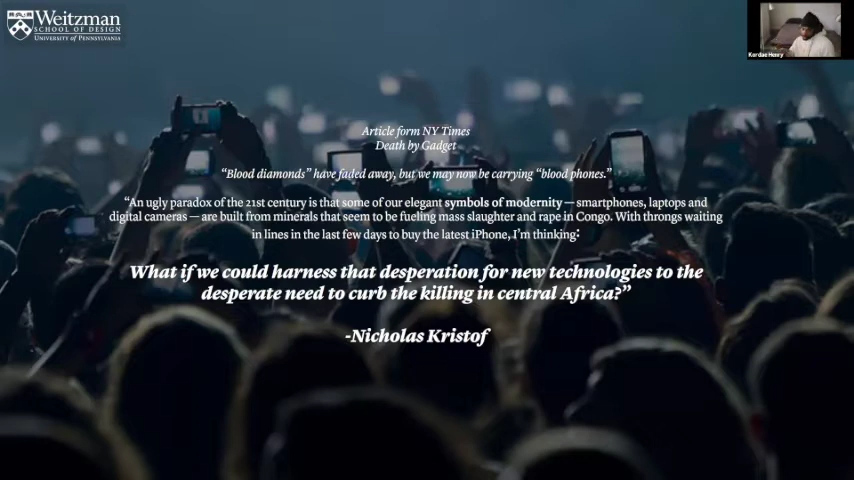 Weitzman
SCHOOL OF DESIGN
UNIVERSITY of PENNSYLVANIA
Kordae Henry
Article form NY Times
Death by Gadget
“Blood diamonds” have faded away, but we may now be carrying “blood phones.”
“An ugly paradox of the 21st century is that some of our elegant symbols of modernity — smartphones, laptops and
digital cameras — are built from minerals that seem to be fueling mass slaughter and rape in Congo. With throngs waiting
in lines in the last few days to buy the latest iPhone, I’m thinking:
What if we could harness that desperation for new technologies to the
desperate need to curb the killing in central Africa?”
-Nicholas Kristof